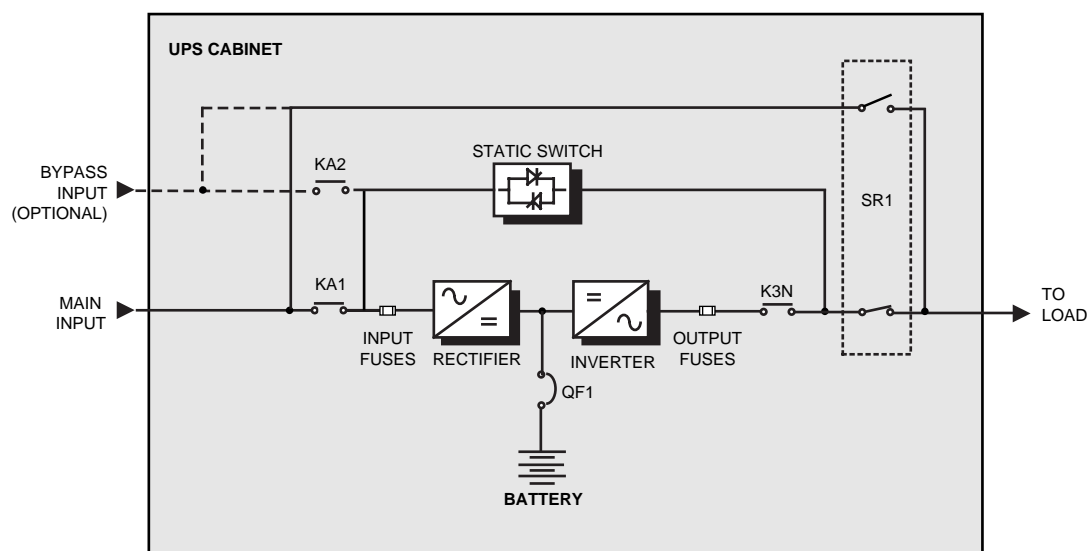 UPS CABINET
STATIC SWITCH
KA2
BYPASS
INPUT
(OPTIONAL)
SR1
KA1
MAIN
INPUT
K3N
TO
LOAD
INPUT
FUSES
RECTIFIER
INVERTER
OUTPUT
FUSES
QF1
BATTERY